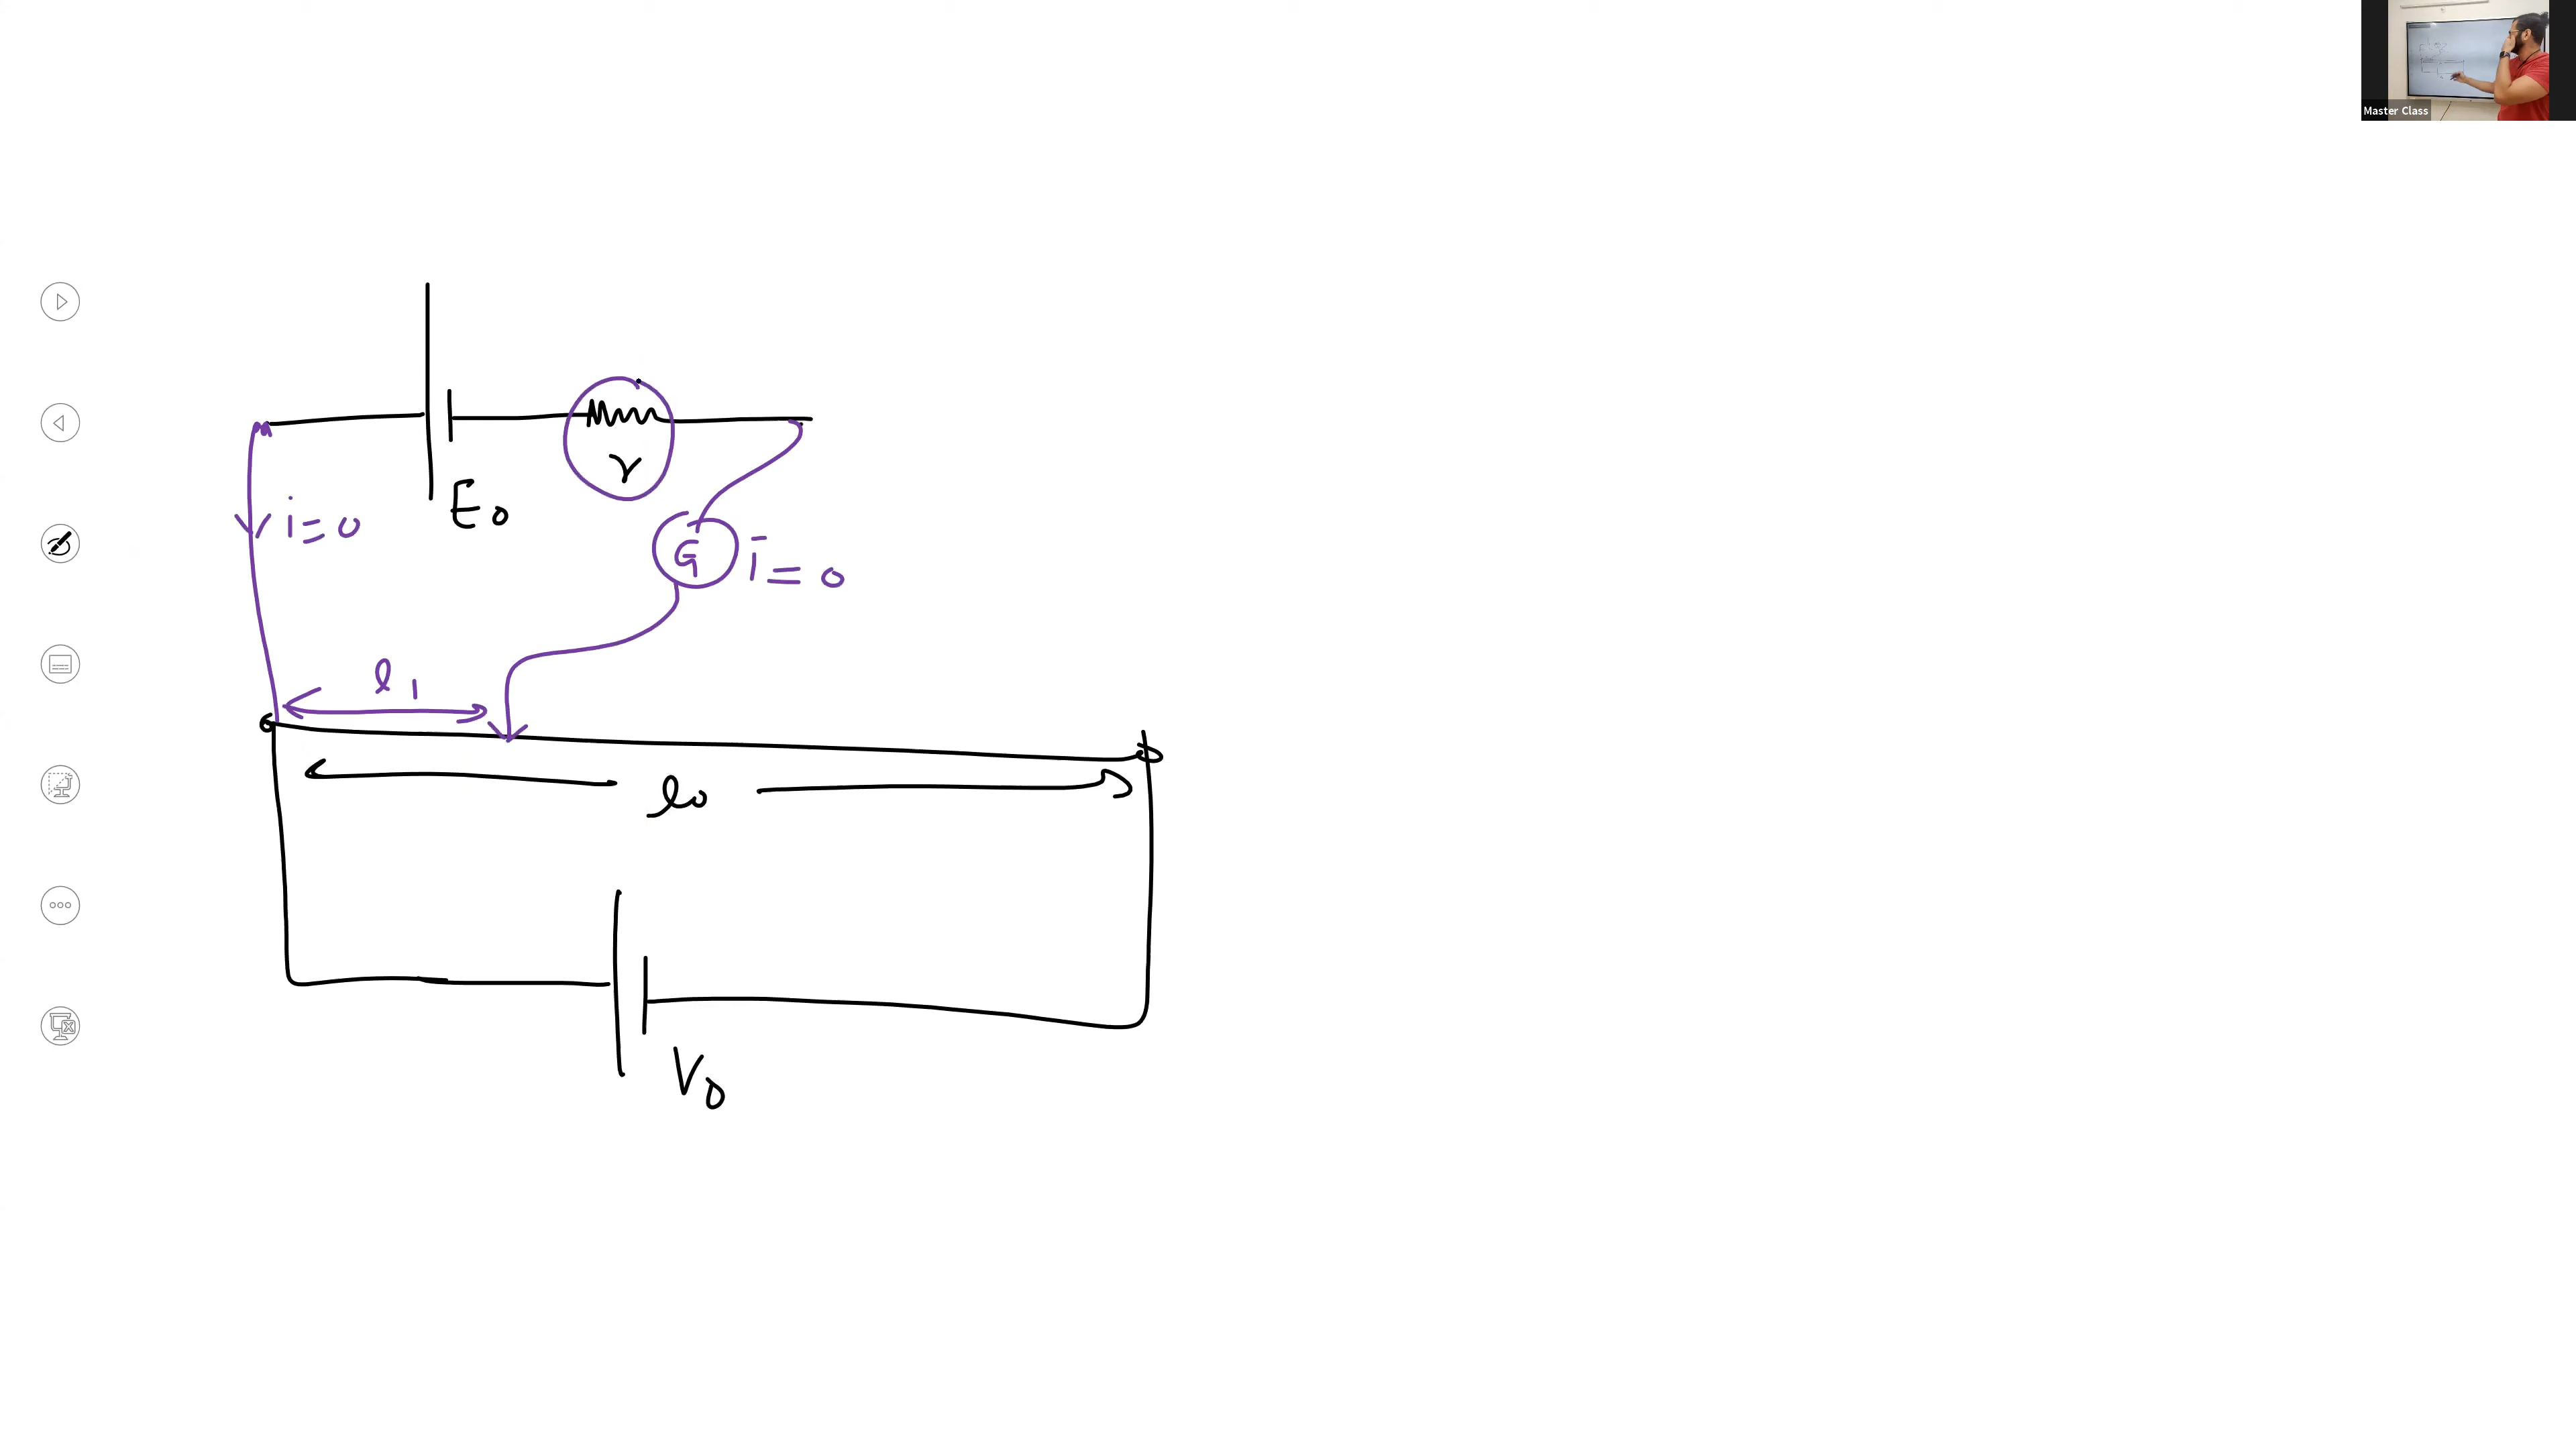 Master Class
r
E₀
i = 0
G
i = 0
l₁
l₀
V₀